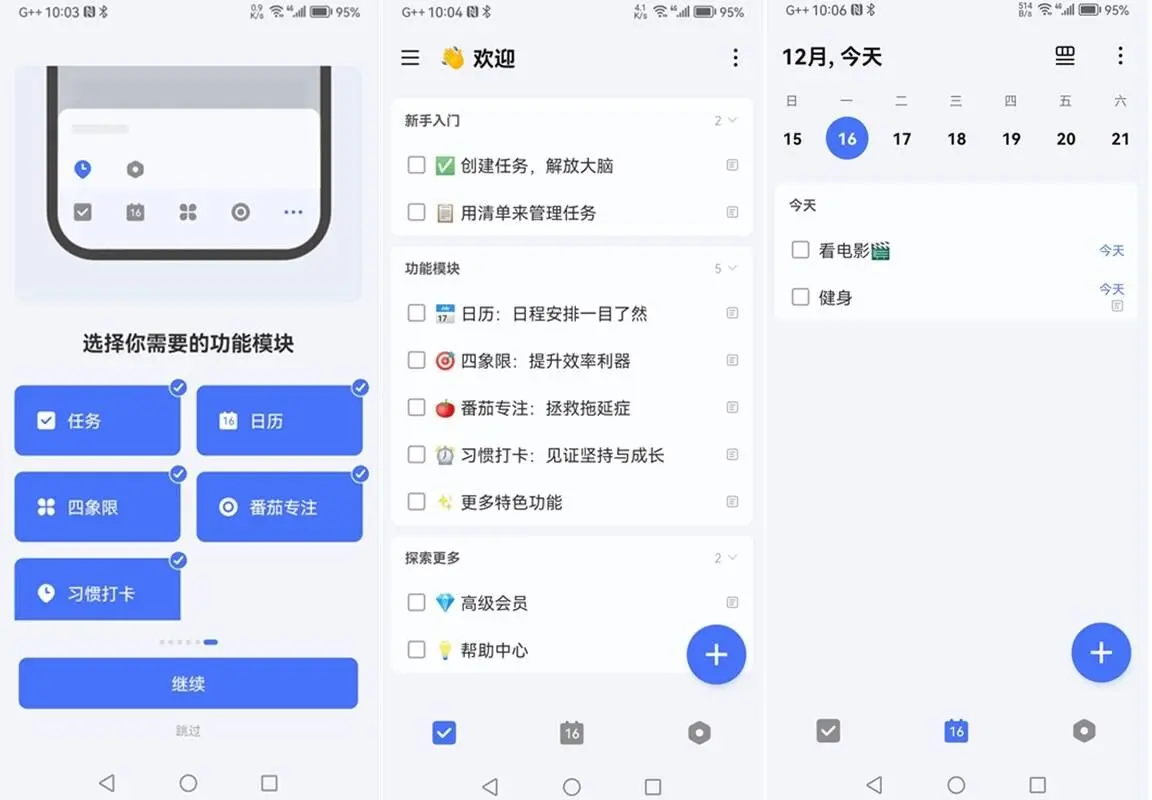 G++ 10:03
0.9 K/s
95%
16
选择你需要的功能模块
任务
16 日历
四象限
番茄专注
习惯打卡
继续
跳过
G++ 10:04
4.1 K/s
95%
欢迎
新手入门 2
创建任务，解放大脑
用清单来管理任务
功能模块 5
17 日历：日程安排一目了然
四象限：提升效率利器
番茄专注：拯救拖延症
习惯打卡：见证坚持与成长
更多特色功能
探索更多 2
高级会员
帮助中心
16
G++ 10:06
514 B/s
95%
12月, 今天
日 一 二 三 四 五 六
15 16 17 18 19 20 21
今天
看电影 今天
健身 今天
16